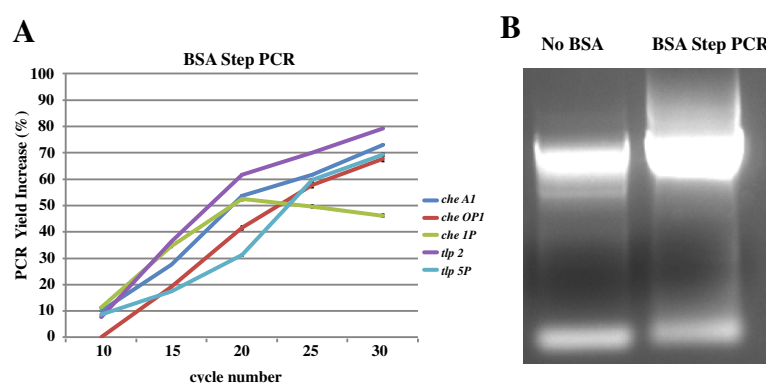 A
BSA Step PCR
PCR Yield Increase (%)
100
90
80
70
60
50
40
30
20
10
0
10 15 20 25 30
cycle number
che A1
che OP1
che 1P
tlp 2
tlp 5P
B
No BSA BSA Step PCR